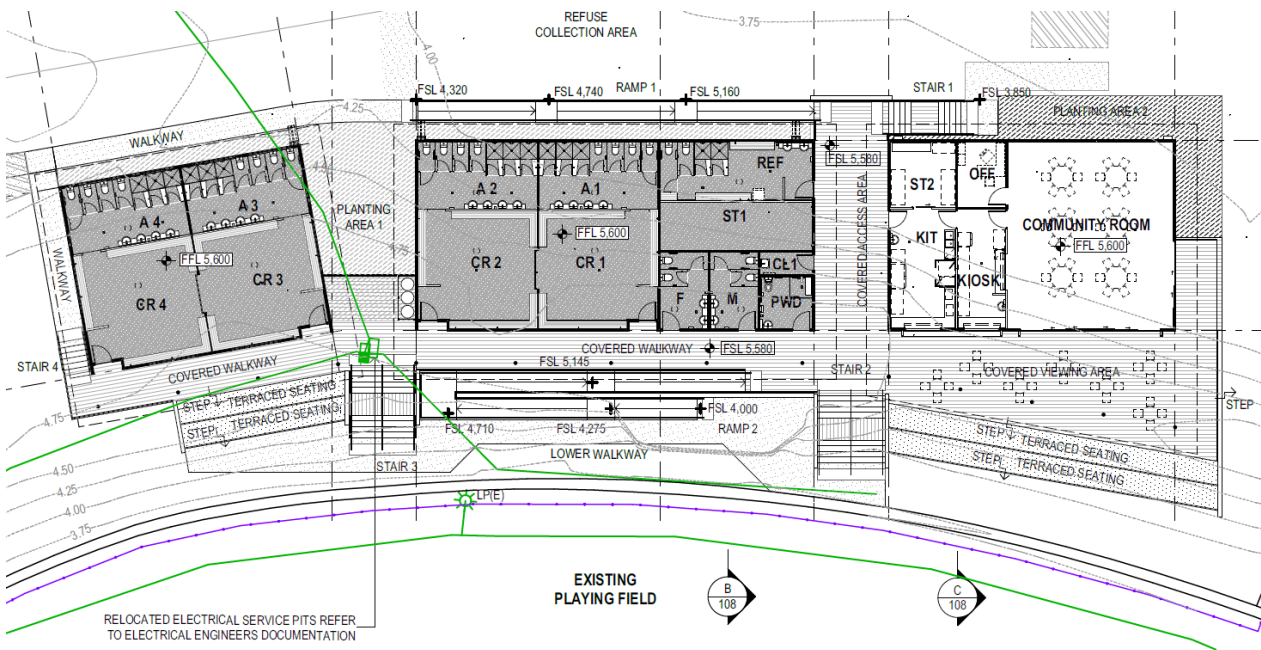 REFUSE
COLLECTION AREA
3.75
4.00
FSL 4,320
FSL 4,740
RAMP 1
FSL 5,160
STAIR 1
FSL 3,850
4.25
PLANTING AREA 2
WALKWAY
FSL 5,580
REF
ST2
OFF
A 2
A 1
A 3
A 4
PLANTING
AREA 1
ST1
COVERED ACCESS AREA
KIT
COMMUNITY ROOM
FFL 5,600
FFL 5,600
FFL 5,600
WALKWAY
4.75
CR 2
CR 1
CL1
CR 3
KIOSK
CR 4
F
M
PWD
COVERED WALKWAY
FSL 5,580
STAIR 4
COVERED WALKWAY
FSL 5,145
STAIR 2
COVERED VIEWING AREA
STEP
TERRACED SEATING
STEP
TERRACED SEATING
FSL 4,710
FSL 4,275
FSL 4,000
RAMP 2
STEP
4.75
STEP
TERRACED SEATING
STEP
TERRACED SEATING
STAIR 3
LOWER WALKWAY
4.50
4.25
4.00
3.75
LP(E)
EXISTING
PLAYING FIELD
B
108
C
108
RELOCATED ELECTRICAL SERVICE PITS REFER
TO ELECTRICAL ENGINEERS DOCUMENTATION